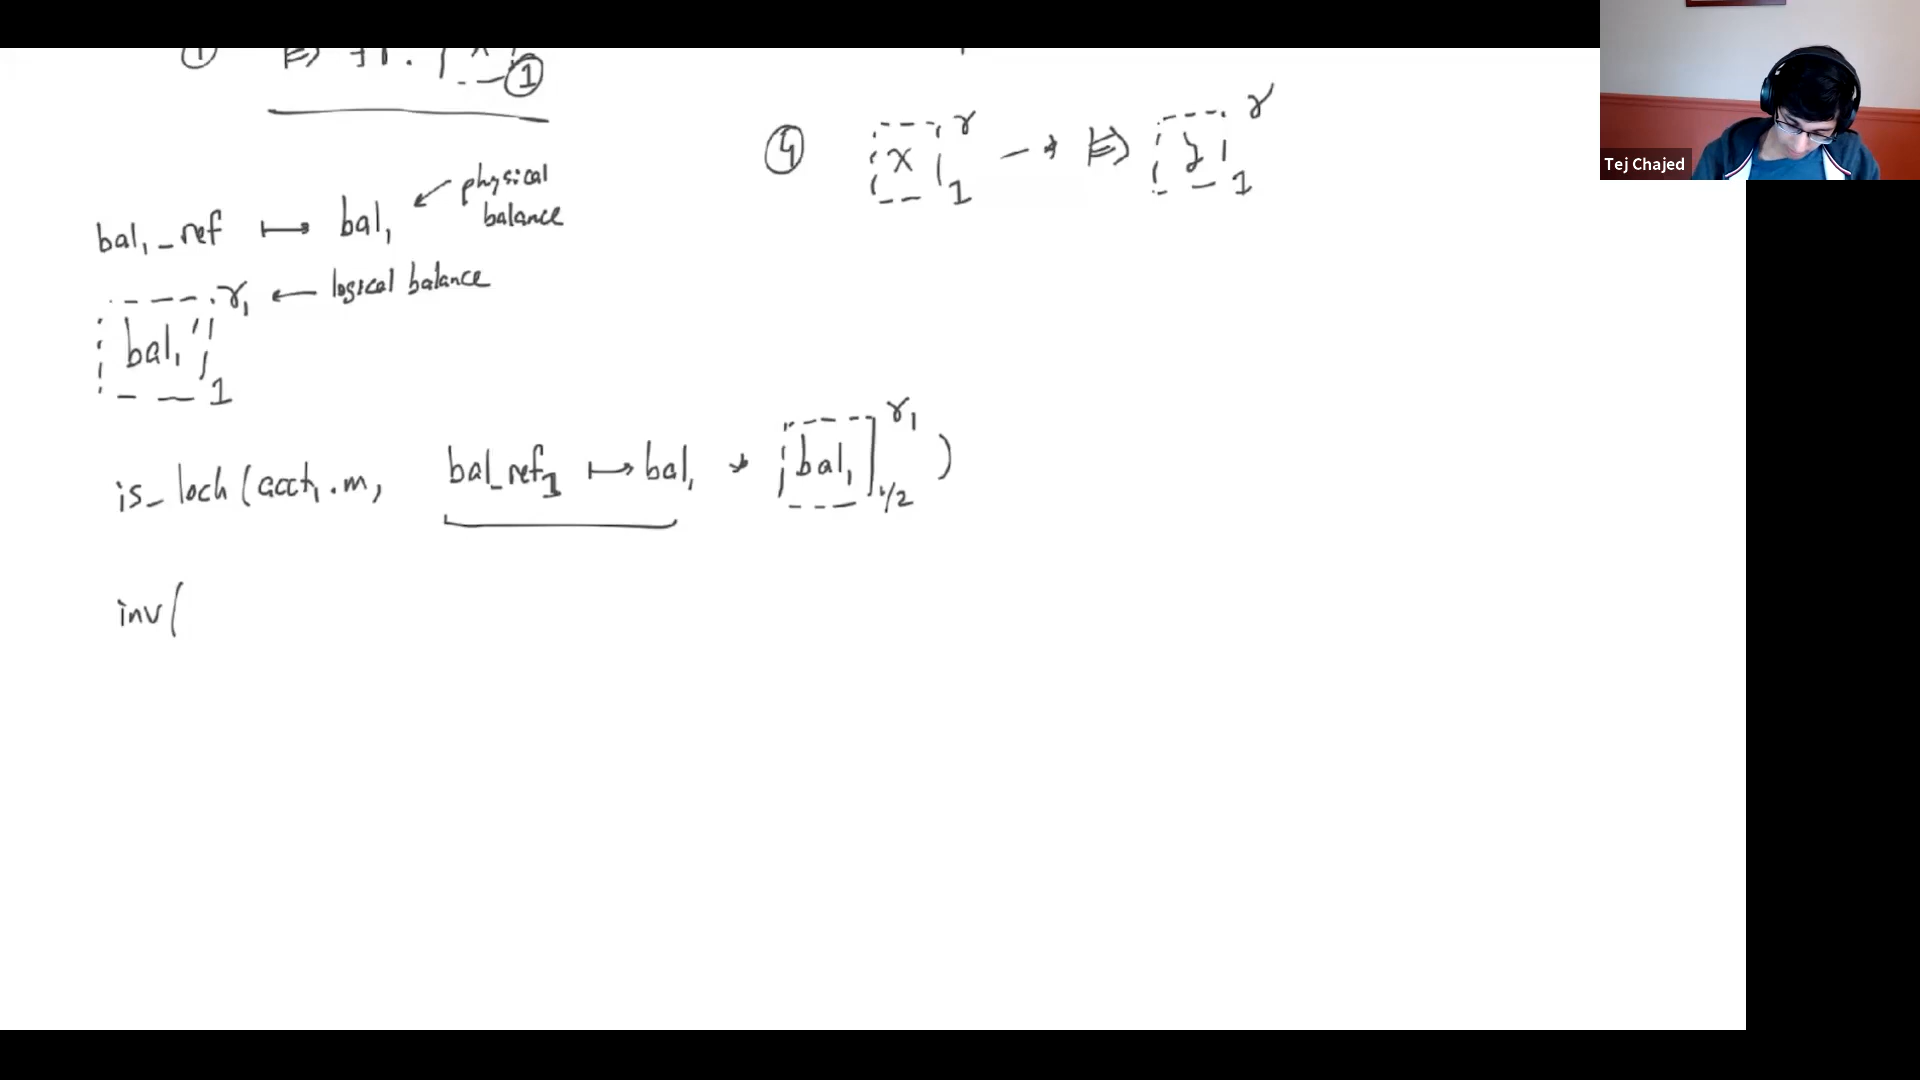 ① ⇛ ∃γ. x 1
④ x γ 1 -* ⇛ y γ 1
Tej Chajed
bal₁_ref ↦ bal₁ ← physical balance
γ₁ ← logical balance
bal₁' 1
is_lock(acct₁.m, bal_ref₁ ↦ bal₁ * bal₁ γ₁ 1/2 )
inv(